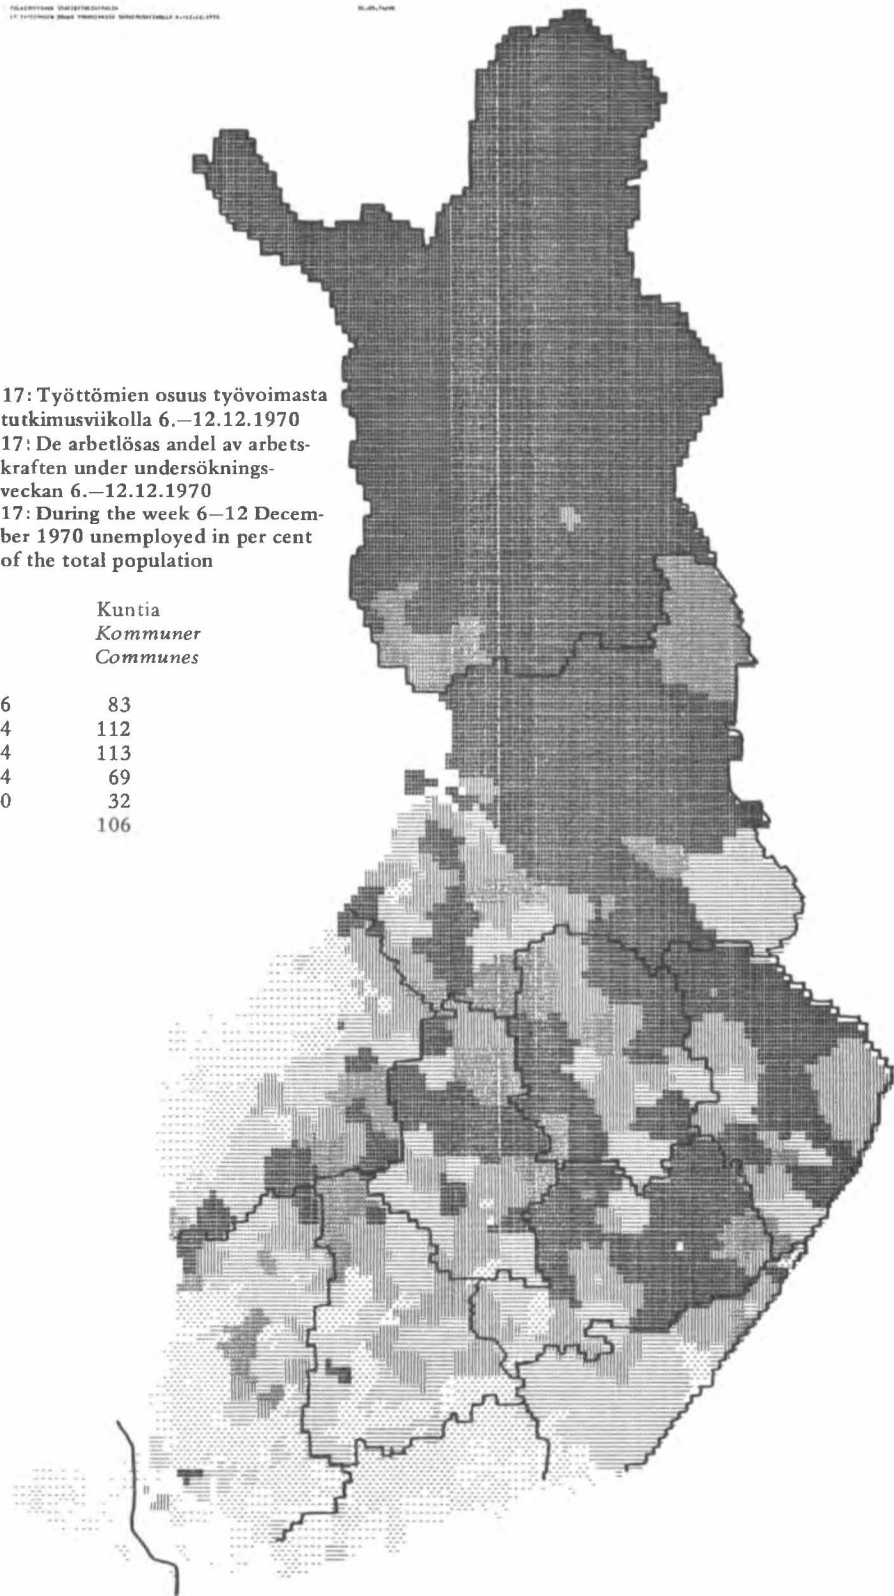 17: Työttömien osuus työvoimasta
tutkimusviikolla 6.—12.12.1970
17: De arbetlösas andel av arbets-
kraften under undersöknings-
veckan 6.—12.12.1970
17: During the week 6—12 Decem-
ber 1970 unemployed in per cent
of the total population
Kuntia
Kommuner
Communes
6 83
4 112
4 113
4 69
0 32
106